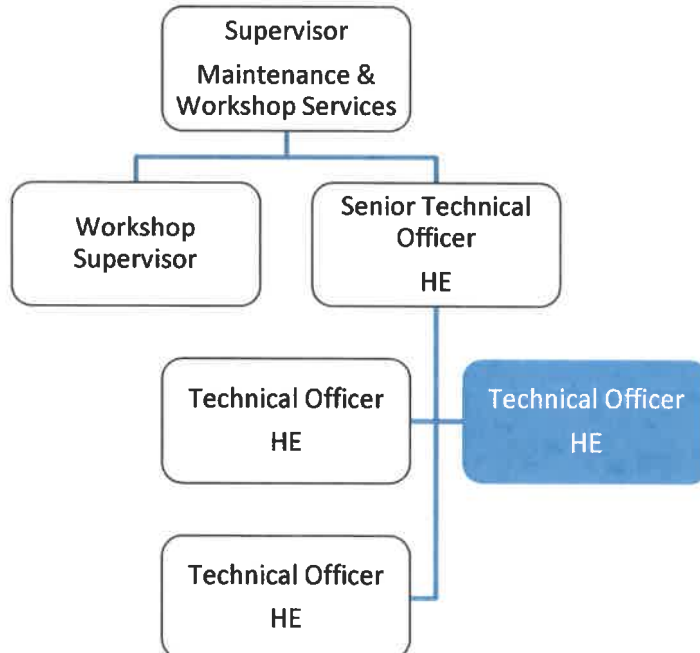 Supervisor
Maintenance &
Workshop Services
Workshop
Supervisor
Senior Technical
Officer
HE
Technical Officer
HE
Technical Officer
HE
Technical Officer
HE